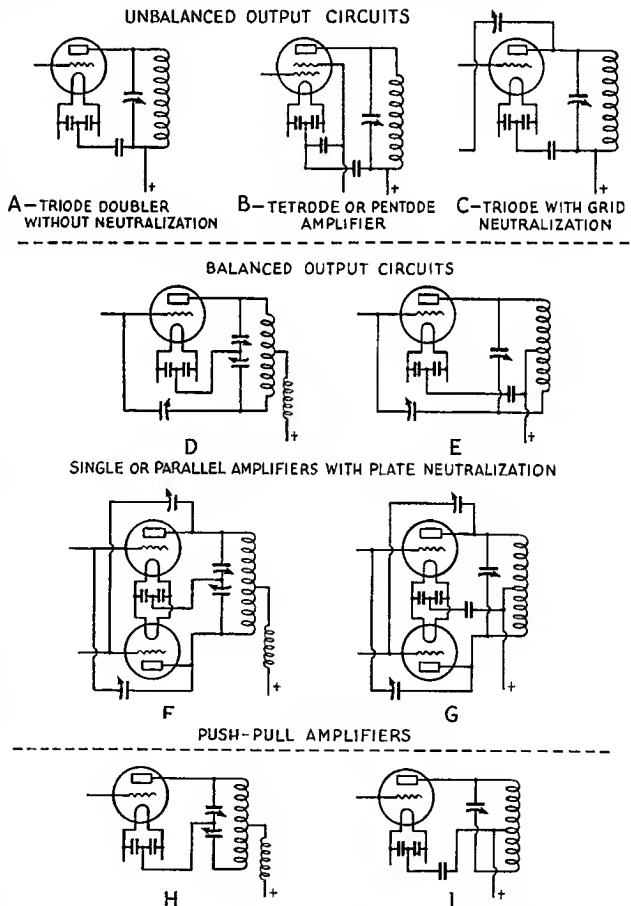 UNBALANCED OUTPUT CIRCUITS
+
+
+
A-TRIODE DOUBLER
WITHOUT NEUTRALIZATION
B-TETRODE OR PENTODE
AMPLIFIER
C-TRIODE WITH GRID
NEUTRALIZATION
BALANCED OUTPUT CIRCUITS
+
+
D
E
SINGLE OR PARALLEL AMPLIFIERS WITH PLATE NEUTRALIZATION
+
+
F
G
PUSH-PULL AMPLIFIERS
+
+
H
I